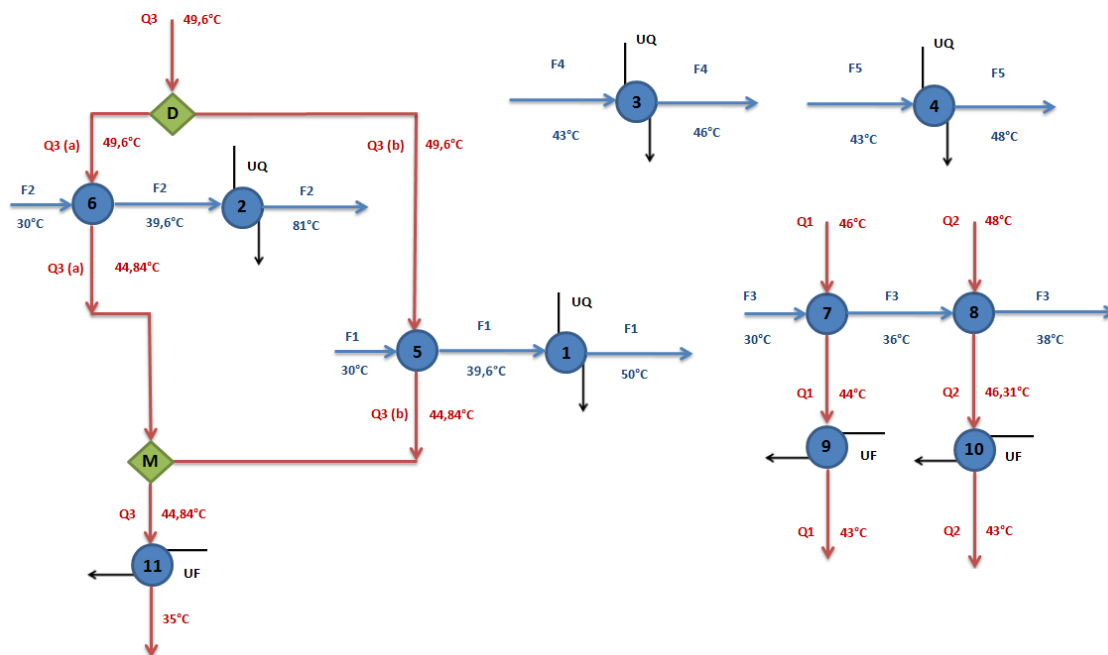 Q3 49,6°C
D
Q3 (a) 49,6°C
Q3 (b) 49,6°C
F2
30°C
6
F2
39,6°C
UQ
2
F2
81°C
Q3 (a) 44,84°C
F1
30°C
5
F1
39,6°C
UQ
1
F1
50°C
Q3 (b) 44,84°C
M
Q3 44,84°C
11
UF
35°C
F4
43°C
UQ
3
F4
46°C
F5
43°C
UQ
4
F5
48°C
Q1 46°C
Q2 48°C
F3
30°C
7
F3
36°C
8
F3
38°C
Q1 44°C
Q2 46,31°C
9
UF
10
UF
Q1 43°C
Q2 43°C